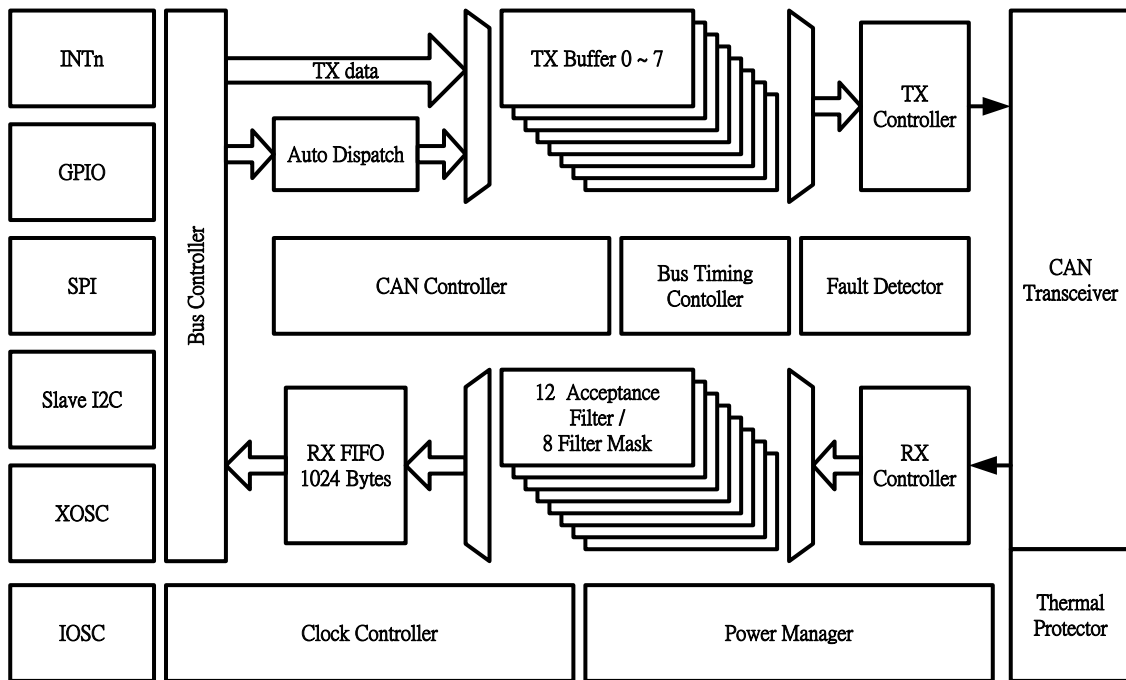 INTn
GPIO
SPI
Slave I2C
XOSC
IOSC
Bus Controller
TX data
Auto Dispatch
TX Buffer 0 ~ 7
TX
Controller
CAN Controller
Bus Timing
Contoller
Fault Detector
CAN
Transceiver
RX FIFO
1024 Bytes
12 Acceptance
Filter /
8 Filter Mask
RX
Controller
Clock Controller
Power Manager
Thermal
Protector